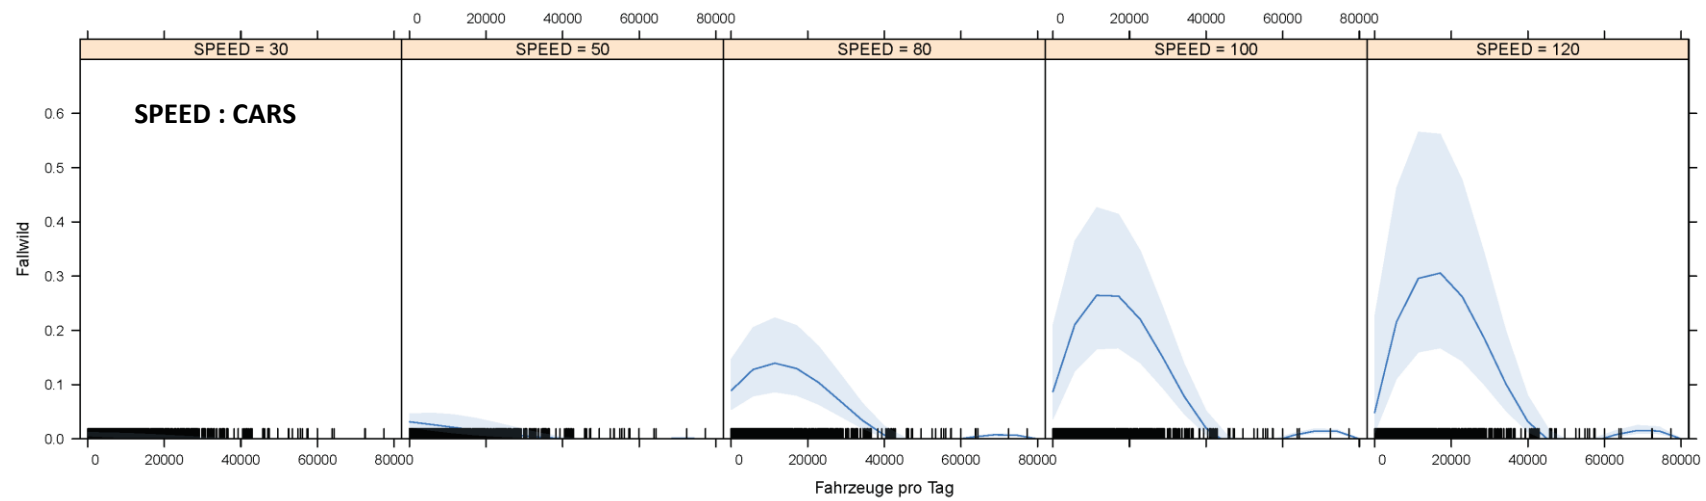 0 20000 40000 60000 80000 0 20000 40000 60000 80000
SPEED = 30 SPEED = 50 SPEED = 80 SPEED = 100 SPEED = 120
SPEED : CARS
0.6
0.5
0.4
Fallwild
0.3
0.2
0.1
0.0
0 20000 40000 60000 80000 0 20000 40000 60000 80000 0 20000 40000 60000 80000
Fahrzeuge pro Tag